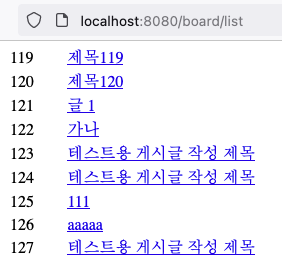 localhost:8080/board/list
119 제목119
120 제목120
121 글 1
122 가나
123 테스트용 게시글 작성 제목
124 테스트용 게시글 작성 제목
125 111
126 aaaaa
127 테스트용 게시글 작성 제목